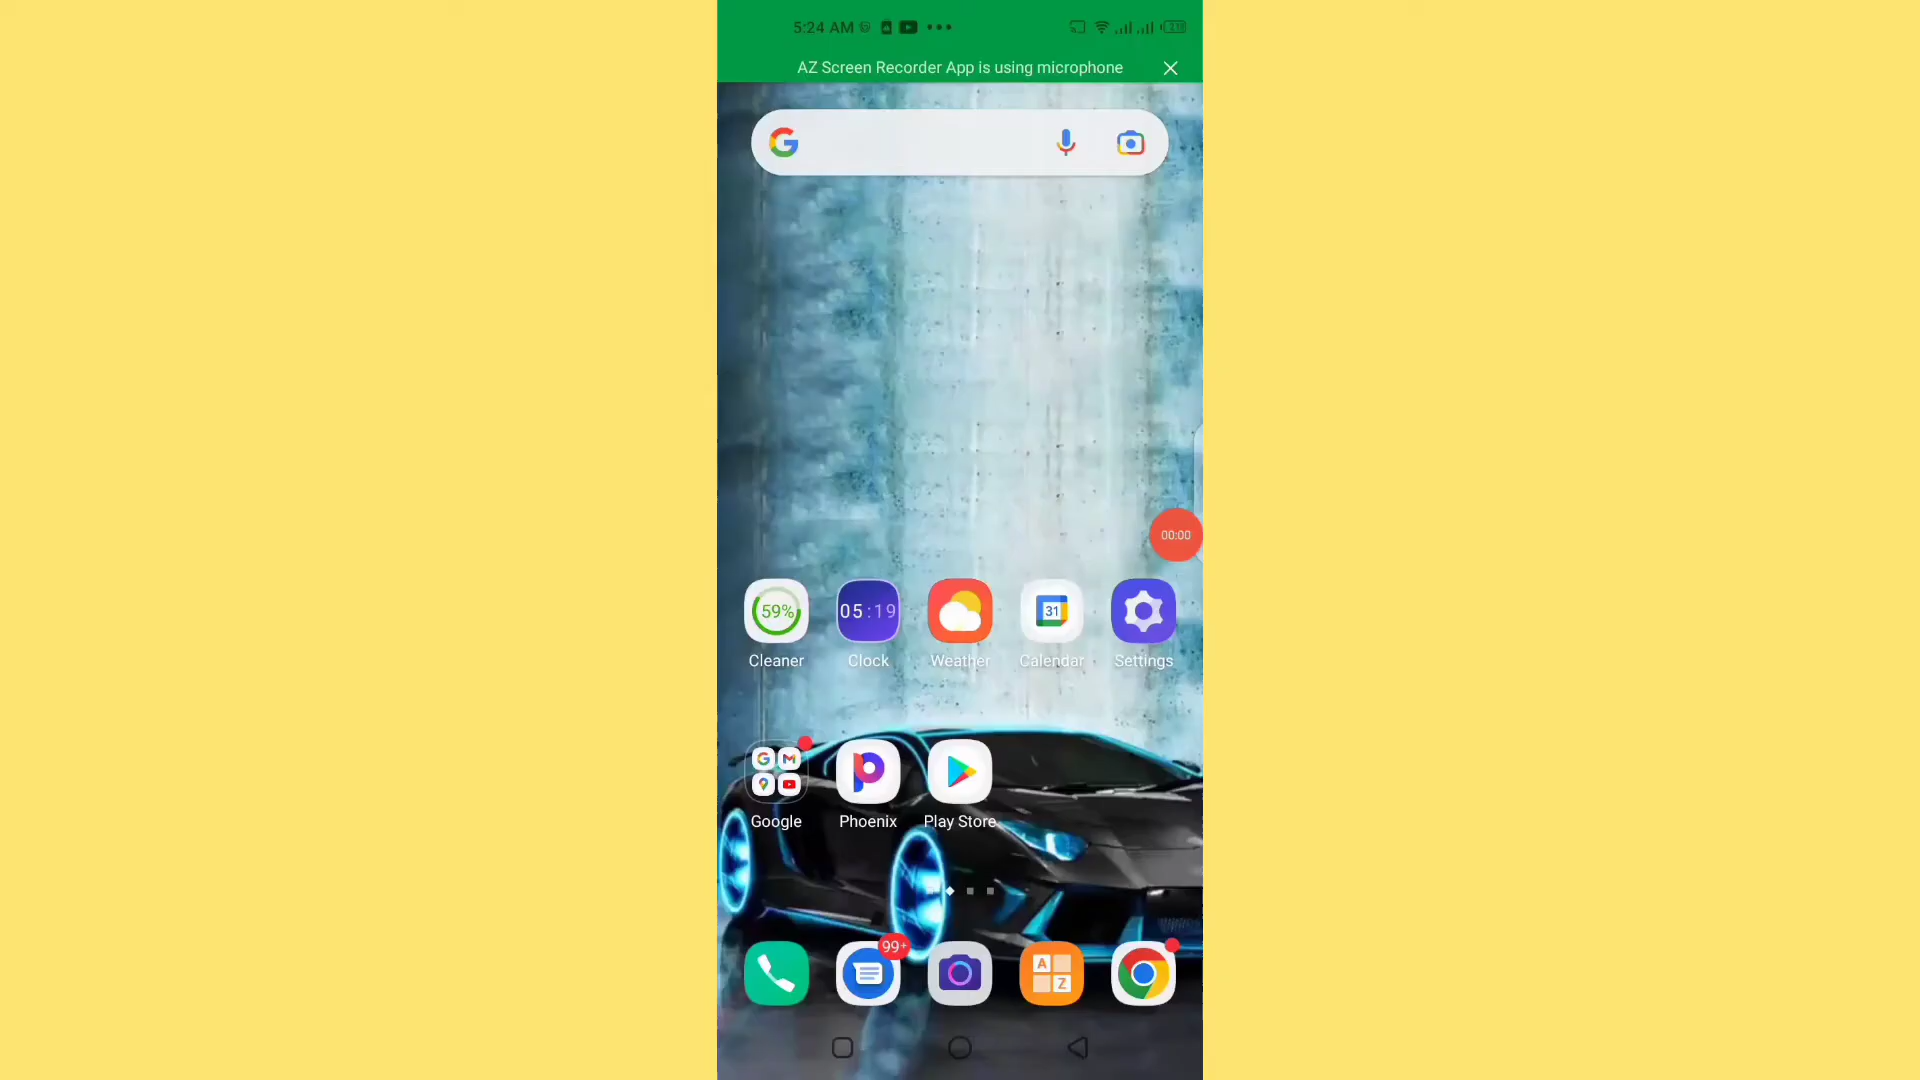 5:24 AM
AZ Screen Recorder App is using microphone
00:00
59%
05:19
31
Cleaner
Clock
Weather
Calendar
Settings
Google
Phoenix
Play Store
99+
A
Z